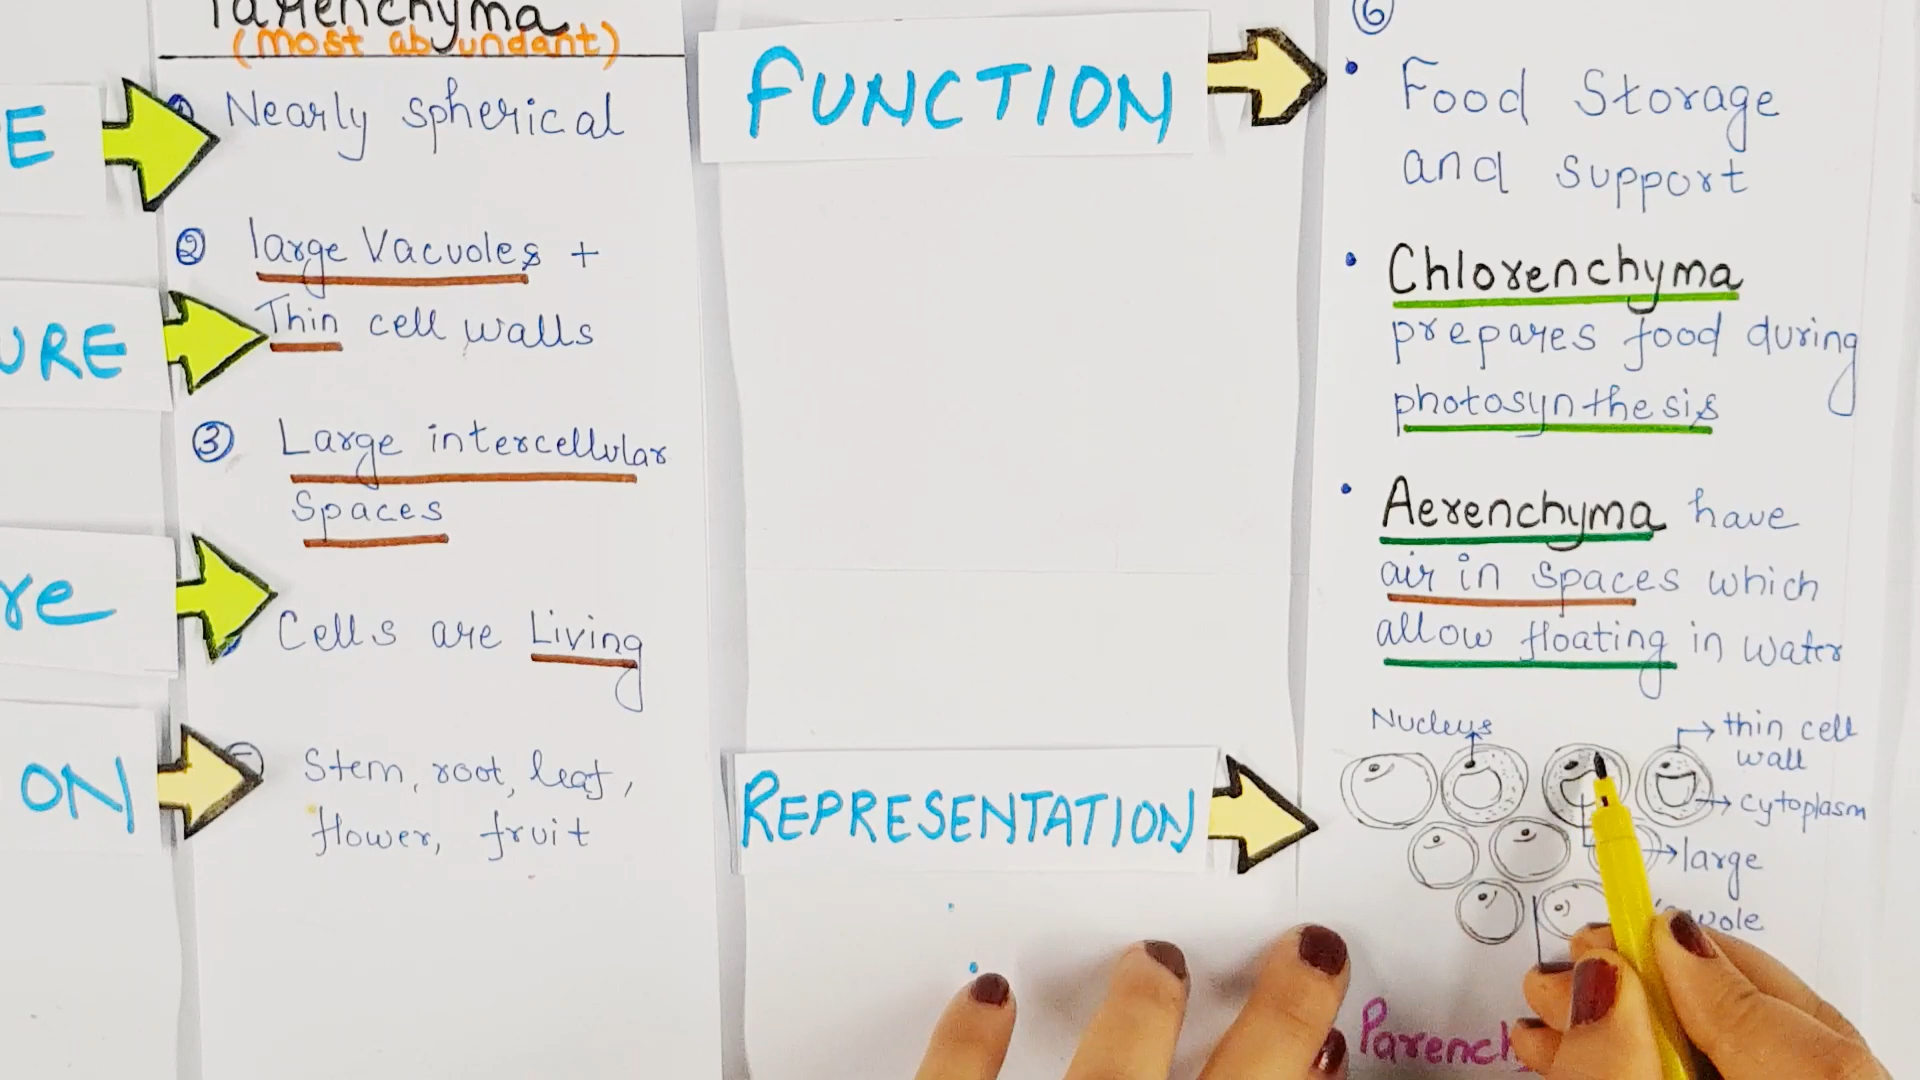 Parenchyma
(most abundant)
E
Nearly spherical
② large Vacuoles +
Thin cell walls
URE
③ Large intercellular
Spaces
re
Cells are Living
ON
Stem, root, leaf,
flower, fruit
FUNCTION
⑥
• Food Storage
and support
• Chlorenchyma
prepares food during
photosynthesis
• Aerenchyma have
air in spaces which
allow floating in water
REPRESENTATION
Nucleus
thin cell
wall
cytoplasm
large
Parench